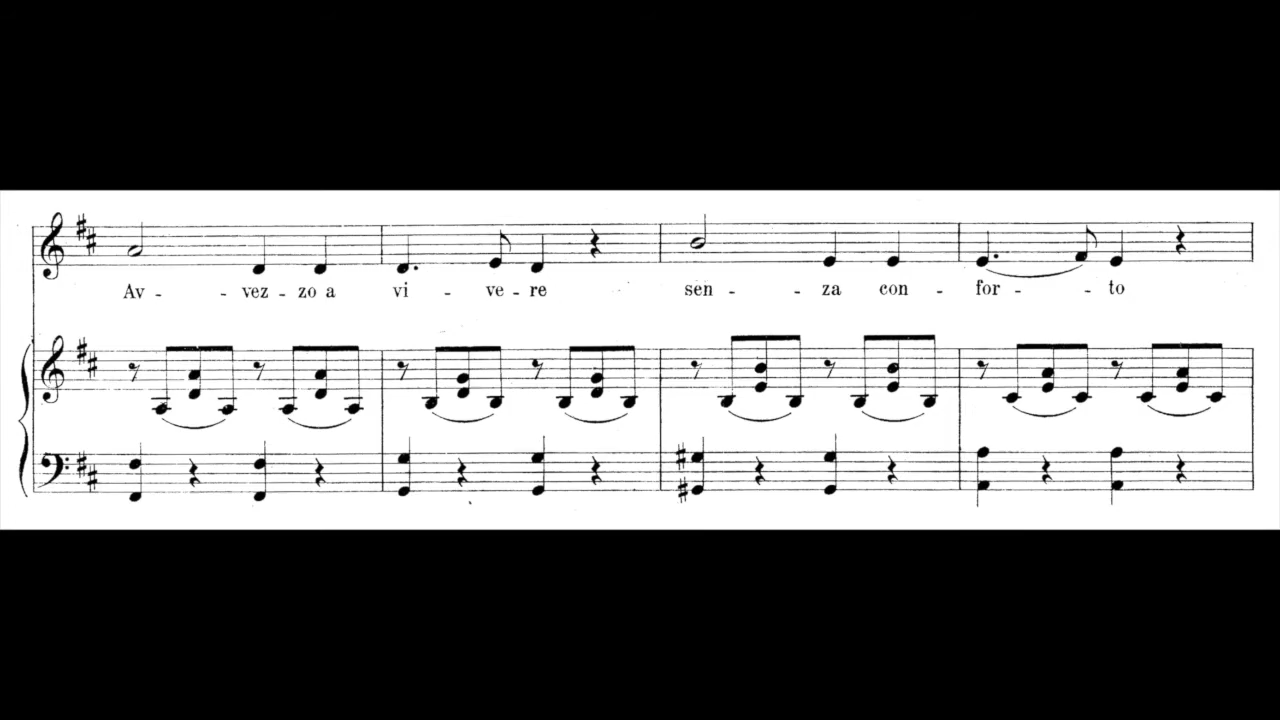 Av - - vez - zo a vi - ve - re sen - - za con - for - - to